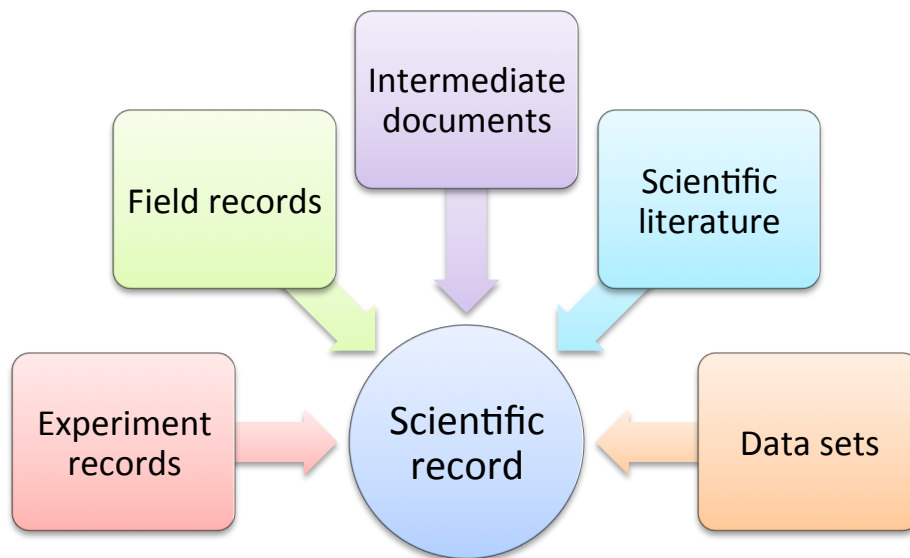 Intermediate
documents
Field records
Scientific
literature
Experiment
records
Scientific
record
Data sets